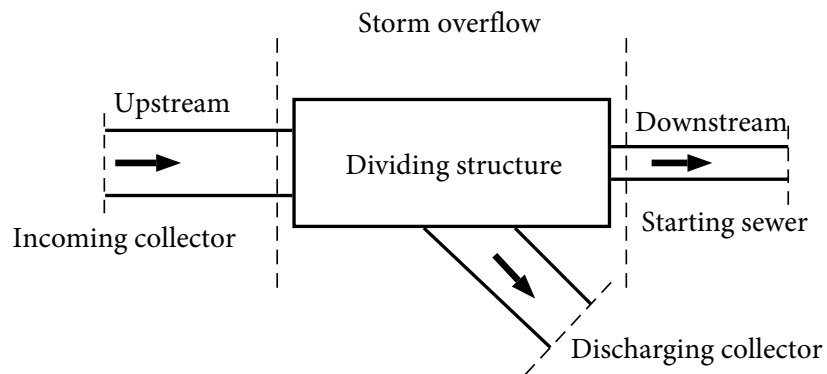 Storm overflow
Upstream
Downstream
Dividing structure
Incoming collector
Starting sewer
Discharging collector